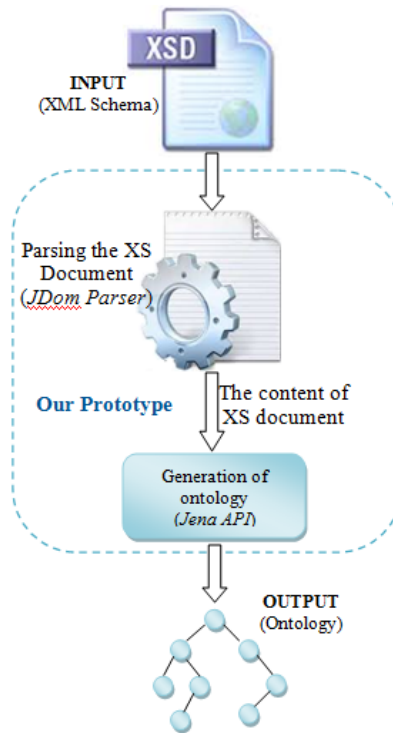 XSD
INPUT
(XML Schema)
Parsing the XS
Document
(JDom Parser)
Our Prototype
The content of
XS document
Generation of
ontology
(Jena API)
OUTPUT
(Ontology)